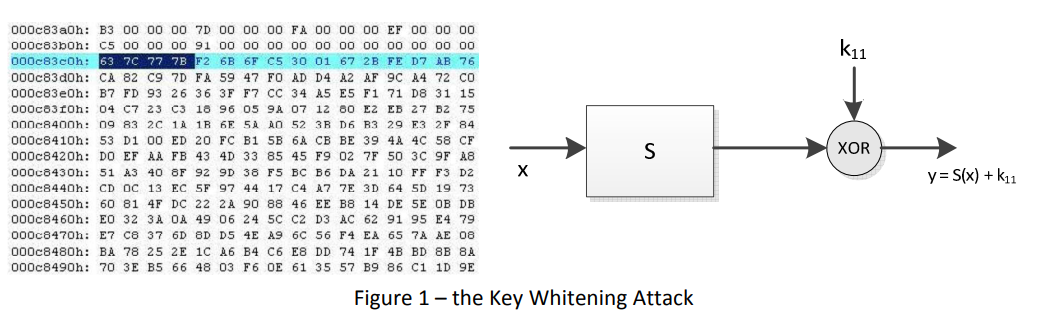 000c83a0h: B3 00 00 00 7D 00 00 00 FA 00 00 00 EF 00 00 00
000c83b0h: C5 00 00 00 91 00 00 00 00 00 00 00 00 00 00 00
000c83c0h: 63 7C 77 7B F2 6B 6F C5 30 01 67 2B FE D7 AB 76
000c83d0h: CA 82 C9 7D FA 59 47 F0 AD D4 A2 AF 9C A4 72 C0
000c83e0h: B7 FD 93 26 36 3F F7 CC 34 A5 E5 F1 71 D8 31 15
000c83f0h: 04 C7 23 C3 18 96 05 9A 07 12 80 E2 EB 27 B2 75
000c8400h: 09 83 2C 1A 1B 6E 5A A0 52 3B D6 B3 29 E3 2F 84
000c8410h: 53 D1 00 ED 20 FC B1 5B 6A CB BE 39 4A 4C 58 CF
000c8420h: D0 EF AA FB 43 4D 33 85 45 F9 02 7F 50 3C 9F A8
000c8430h: 51 A3 40 8F 92 9D 38 F5 BC B6 DA 21 10 FF F3 D2
000c8440h: CD 0C 13 EC 5F 97 44 17 C4 A7 7E 3D 64 5D 19 73
000c8450h: 60 81 4F DC 22 2A 90 88 46 EE B8 14 DE 5E 0B DB
000c8460h: E0 32 3A 0A 49 06 24 5C C2 D3 AC 62 91 95 E4 79
000c8470h: E7 C8 37 6D 8D D5 4E A9 6C 56 F4 EA 65 7A AE 08
000c8480h: BA 78 25 2E 1C A6 B4 C6 E8 DD 74 1F 4B BD 8B 8A
000c8490h: 70 3E B5 66 48 03 F6 0E 61 35 57 B9 86 C1 1D 9E
k11
S
XOR
x
y = S(x) + k11
Figure 1 – the Key Whitening Attack